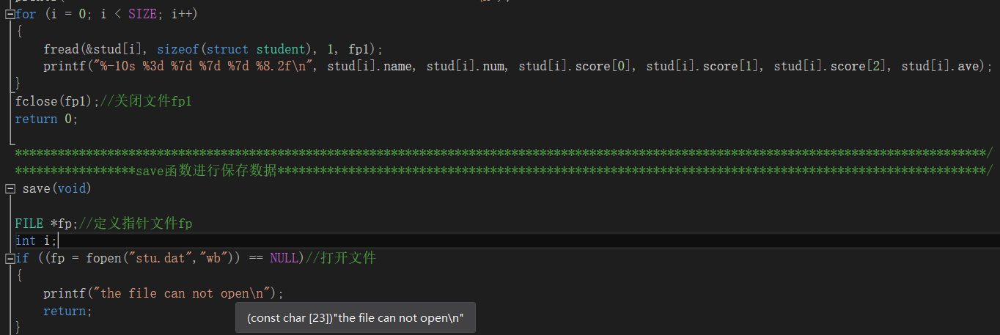 for (i = 0; i < SIZE; i++)
{
fread(&stud[i], sizeof(struct student), 1, fp1);
printf("%-10s %3d %7d %7d %7d %8.2f\n", stud[i].name, stud[i].num, stud[i].score[0], stud[i].score[1], stud[i].score[2], stud[i].ave);
}
fclose(fp1);//关闭文件fp1
return 0;
*****************************************************************************************************************************************/
*****************save函数进行保存数据****************************************************************************************************/
save(void)
FILE *fp;//定义指针文件fp
int i;
if ((fp = fopen("stu.dat","wb")) == NULL)//打开文件
{
printf("the file can not open\n");
return;
(const char [23])"the file can not open\n"
}